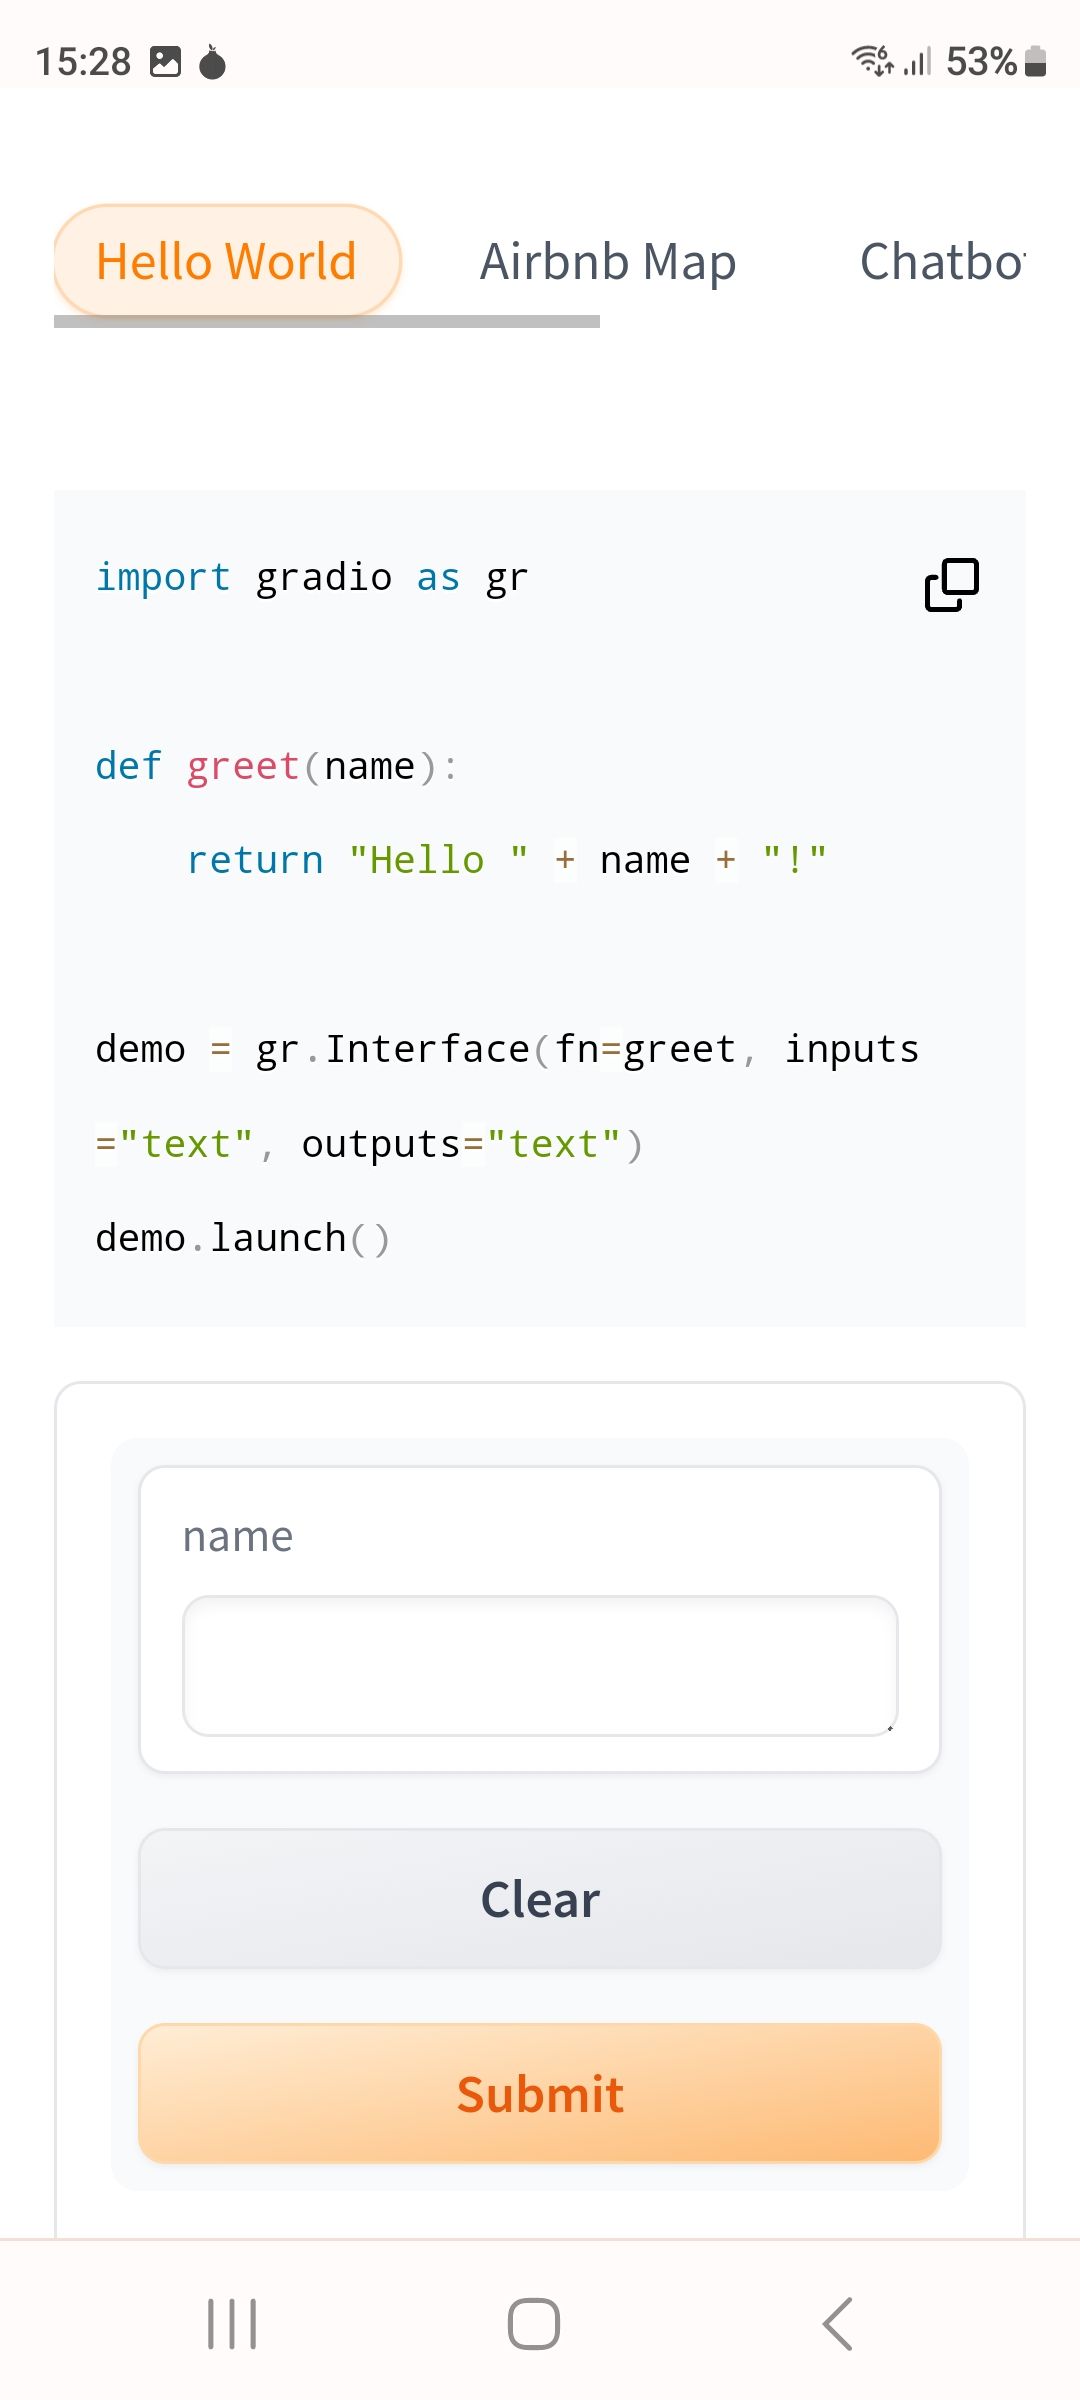 15:28 6 53%
Hello World Airbnb Map Chatbo
import gradio as gr
def greet(name):
    return "Hello " + name + "!"
demo = gr.Interface(fn=greet, inputs
="text", outputs="text")
demo.launch()
name
Clear
Submit